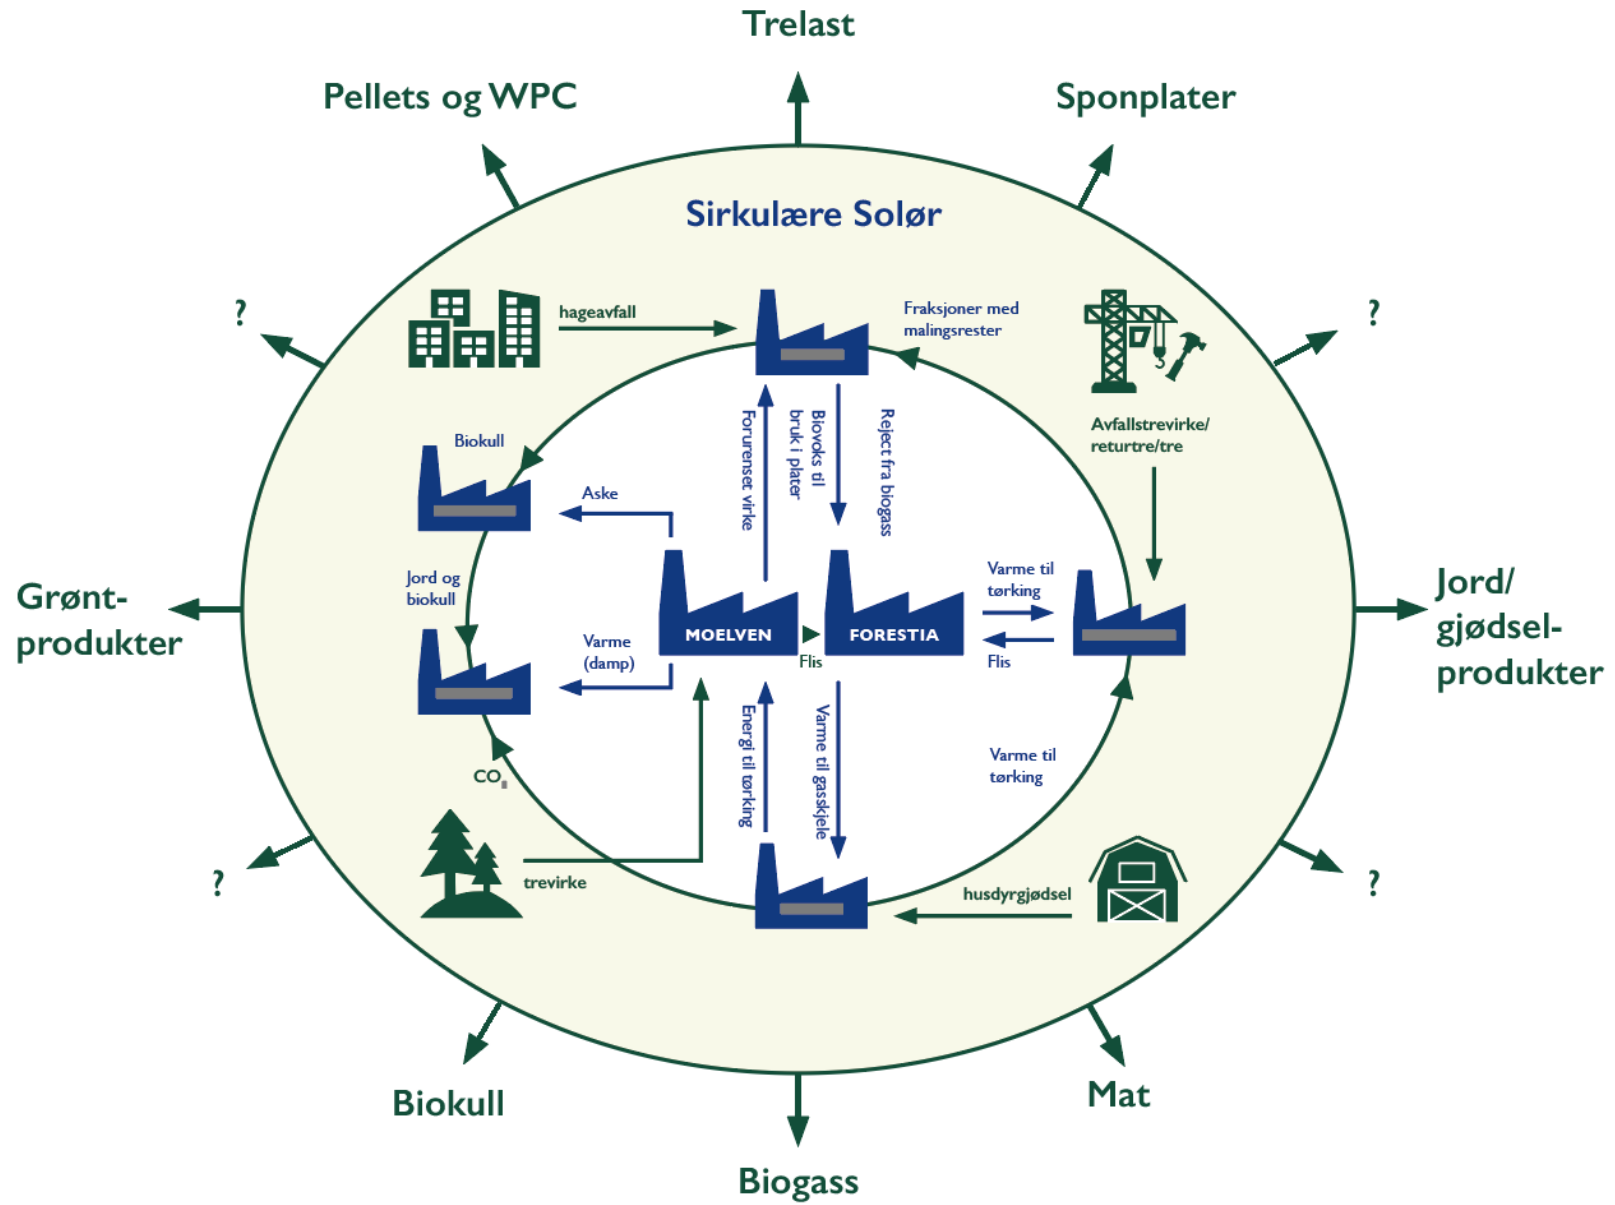 Trelast
Pellets og WPC
Sponplater
Sirkulære Solør
?
?
hageavfall
Fraksjoner med
malingsrester
Avfallstrevirke/
returtre/tre
Biokull
Aske
Forurenset virke
Biovoks til
bruk i plater
Reject fra biogass
Jord og
biokull
Varme til
tørking
MOELVEN
FORESTIA
Flis
Flis
Varme
(damp)
Grønt-
produkter
Jord/
gjødsel-
produkter
Energi til tørking
Varme til gasskjele
Varme til
tørking
CO
trevirke
husdyrgjødsel
?
?
Biokull
Mat
Biogass